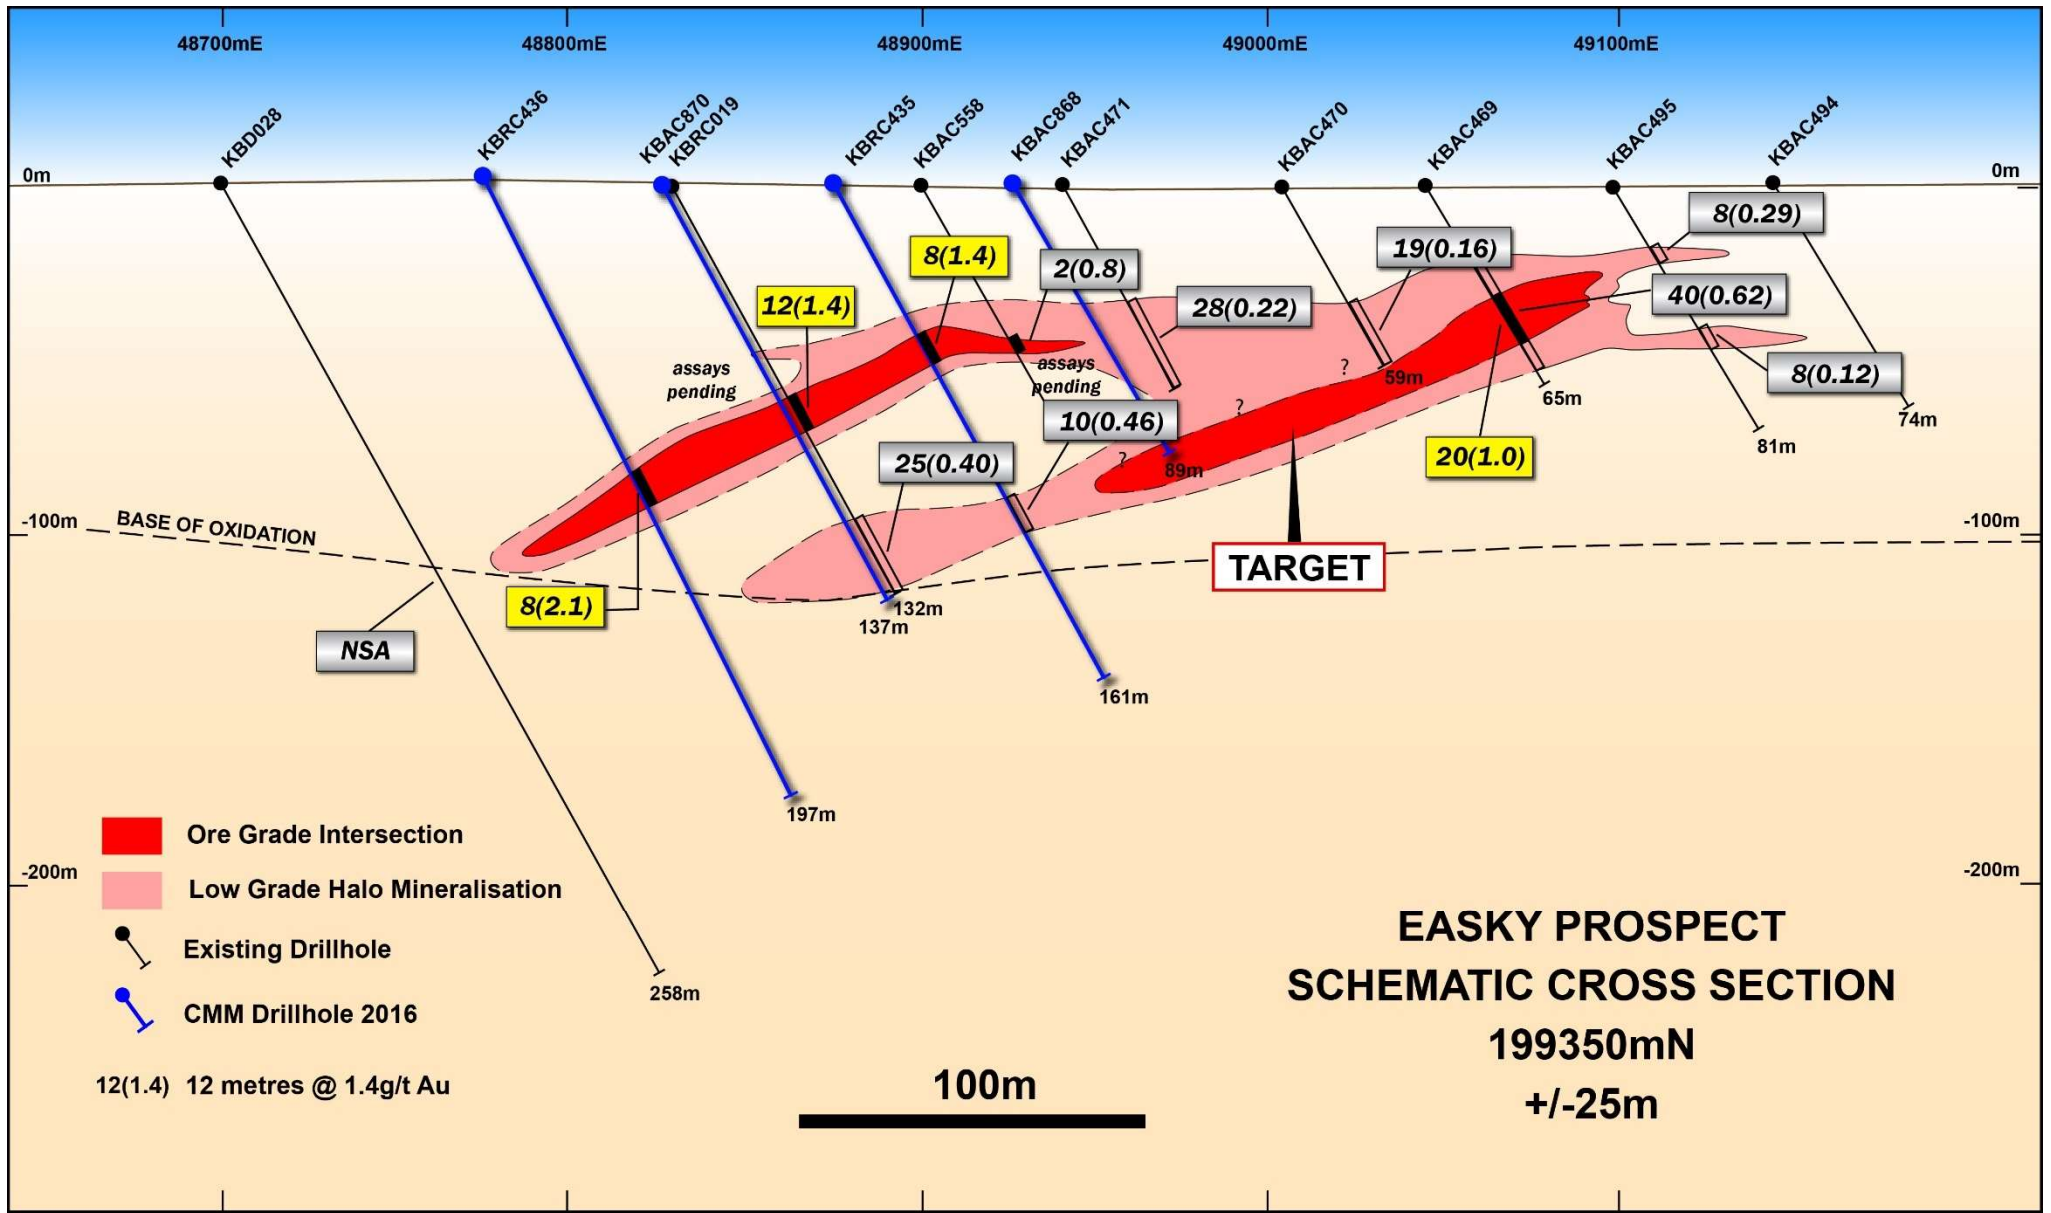 48700mE
48800mE
48900mE
49000mE
49100mE
KBD028
KBRC436
KBAC870
KBRC019
KBRC435
KBAC558
KBAC868
KBAC471
KBAC470
KBAC469
KBAC495
KBAC494
0m
0m
8(0.29)
19(0.16)
8(1.4)
2(0.8)
40(0.62)
12(1.4)
28(0.22)
assays
pending
assays
pending
?
59m
8(0.12)
65m
?
74m
10(0.46)
81m
20(1.0)
25(0.40)
?
89m
-100m
BASE OF OXIDATION
-100m
TARGET
8(2.1)
132m
137m
NSA
161m
197m
Ore Grade Intersection
-200m
-200m
Low Grade Halo Mineralisation
Existing Drillhole
258m
CMM Drillhole 2016
12(1.4) 12 metres @ 1.4g/t Au
100m
EASKY PROSPECT
SCHEMATIC CROSS SECTION
199350mN
+/-25m